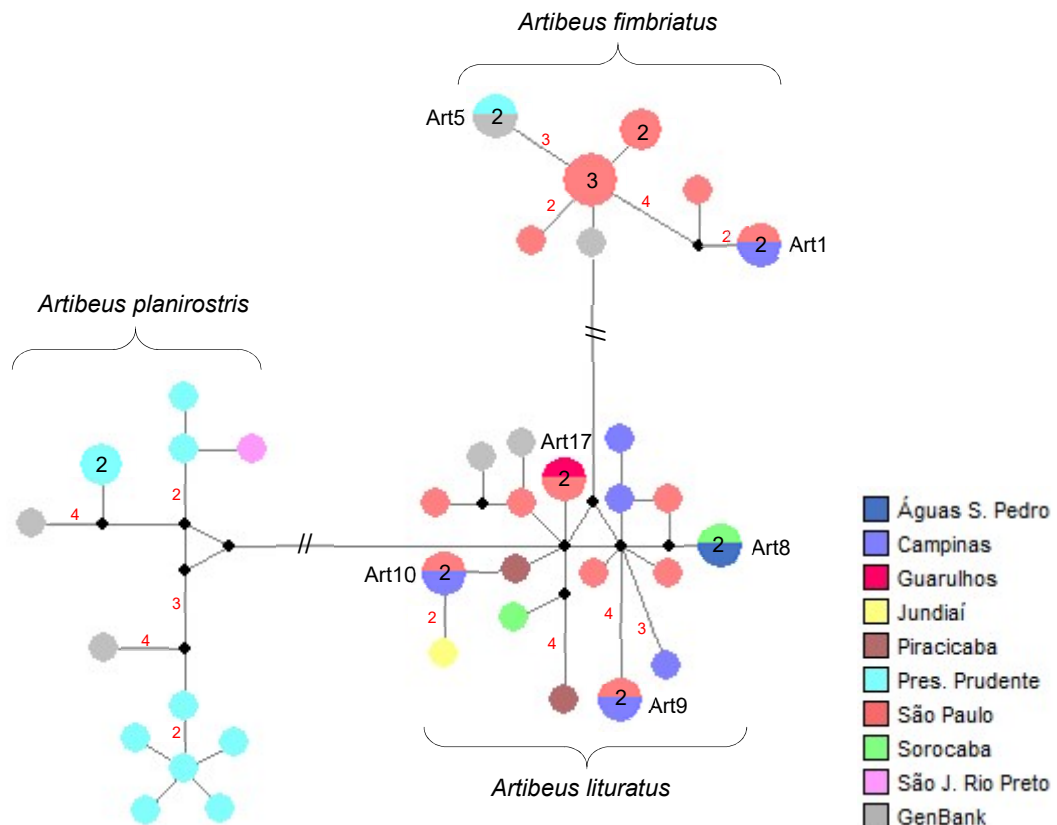 Artibeus fimbriatus
Art5
2
2
3
3
2
4
2
2
Art1
Artibeus planirostris
//
2
4
2
//
3
4
2
Art17
2
2
Art8
Art10
2
2
4
4
3
2
Art9
Artibeus lituratus
Águas S. Pedro
Campinas
Guarulhos
Jundiaí
Piracicaba
Pres. Prudente
São Paulo
Sorocaba
São J. Rio Preto
GenBank